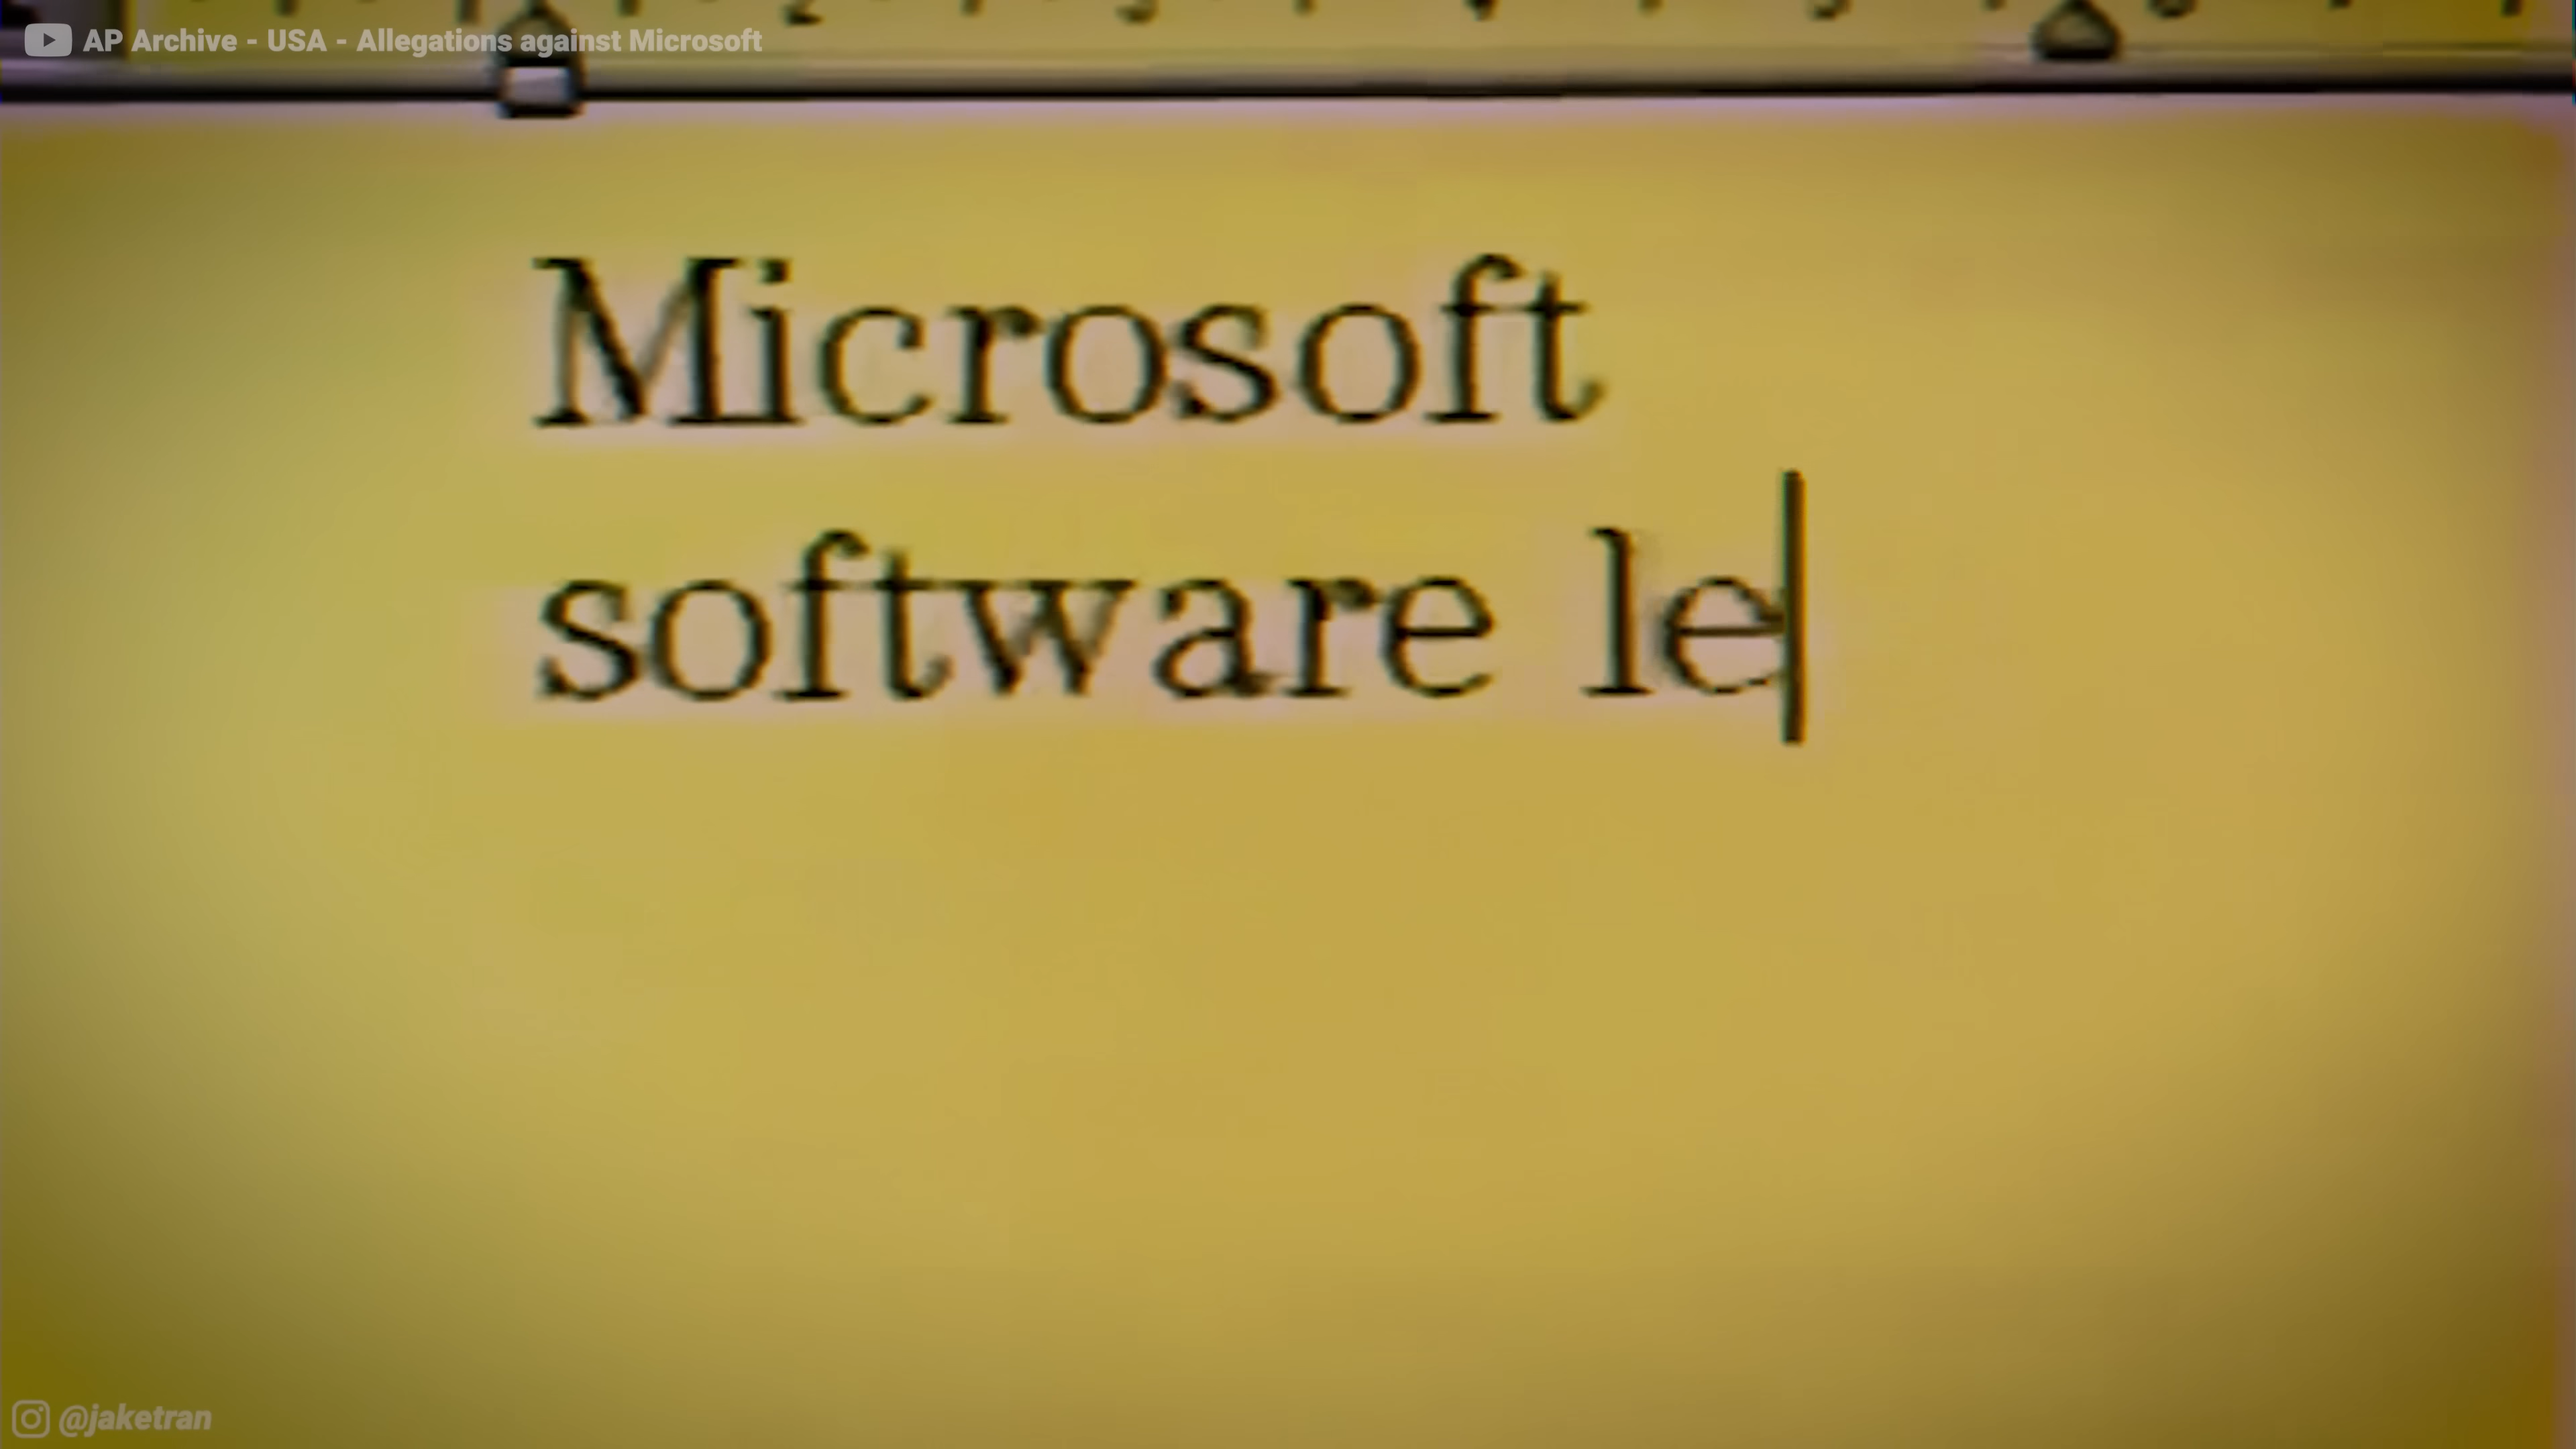 AP Archive - USA - Allegations against Microsoft
Microsoft
software le
@jaketran